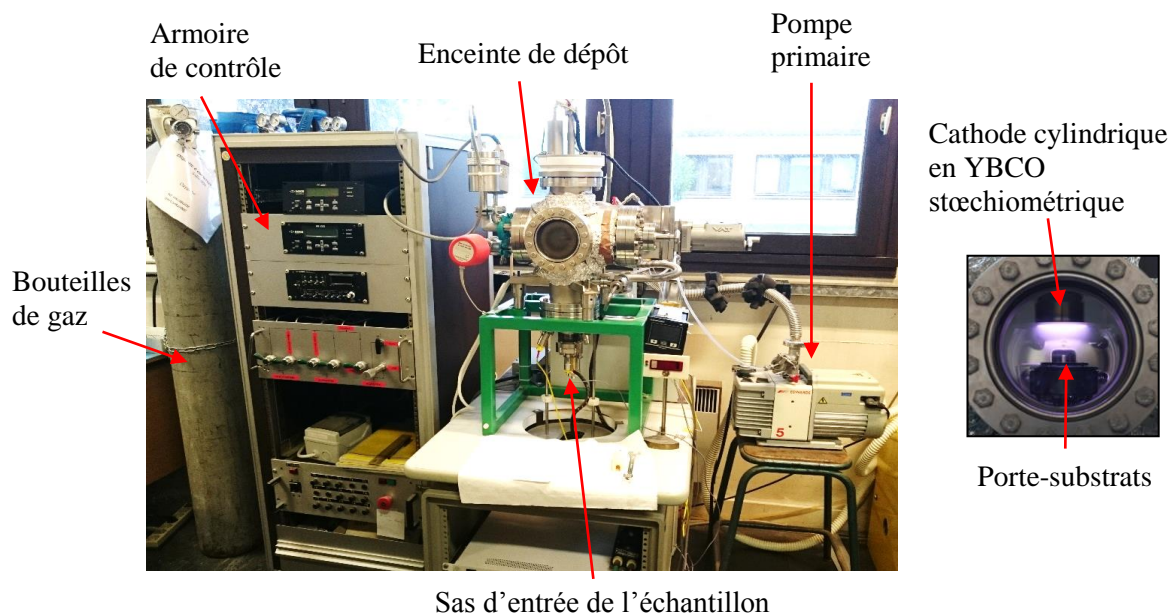 Armoire
de contrôle
Enceinte de dépôt
Pompe
primaire
Cathode cylindrique
en YBCO
stœchiométrique
Bouteilles
de gaz
5
Porte-substrats
Sas d'entrée de l'échantillon